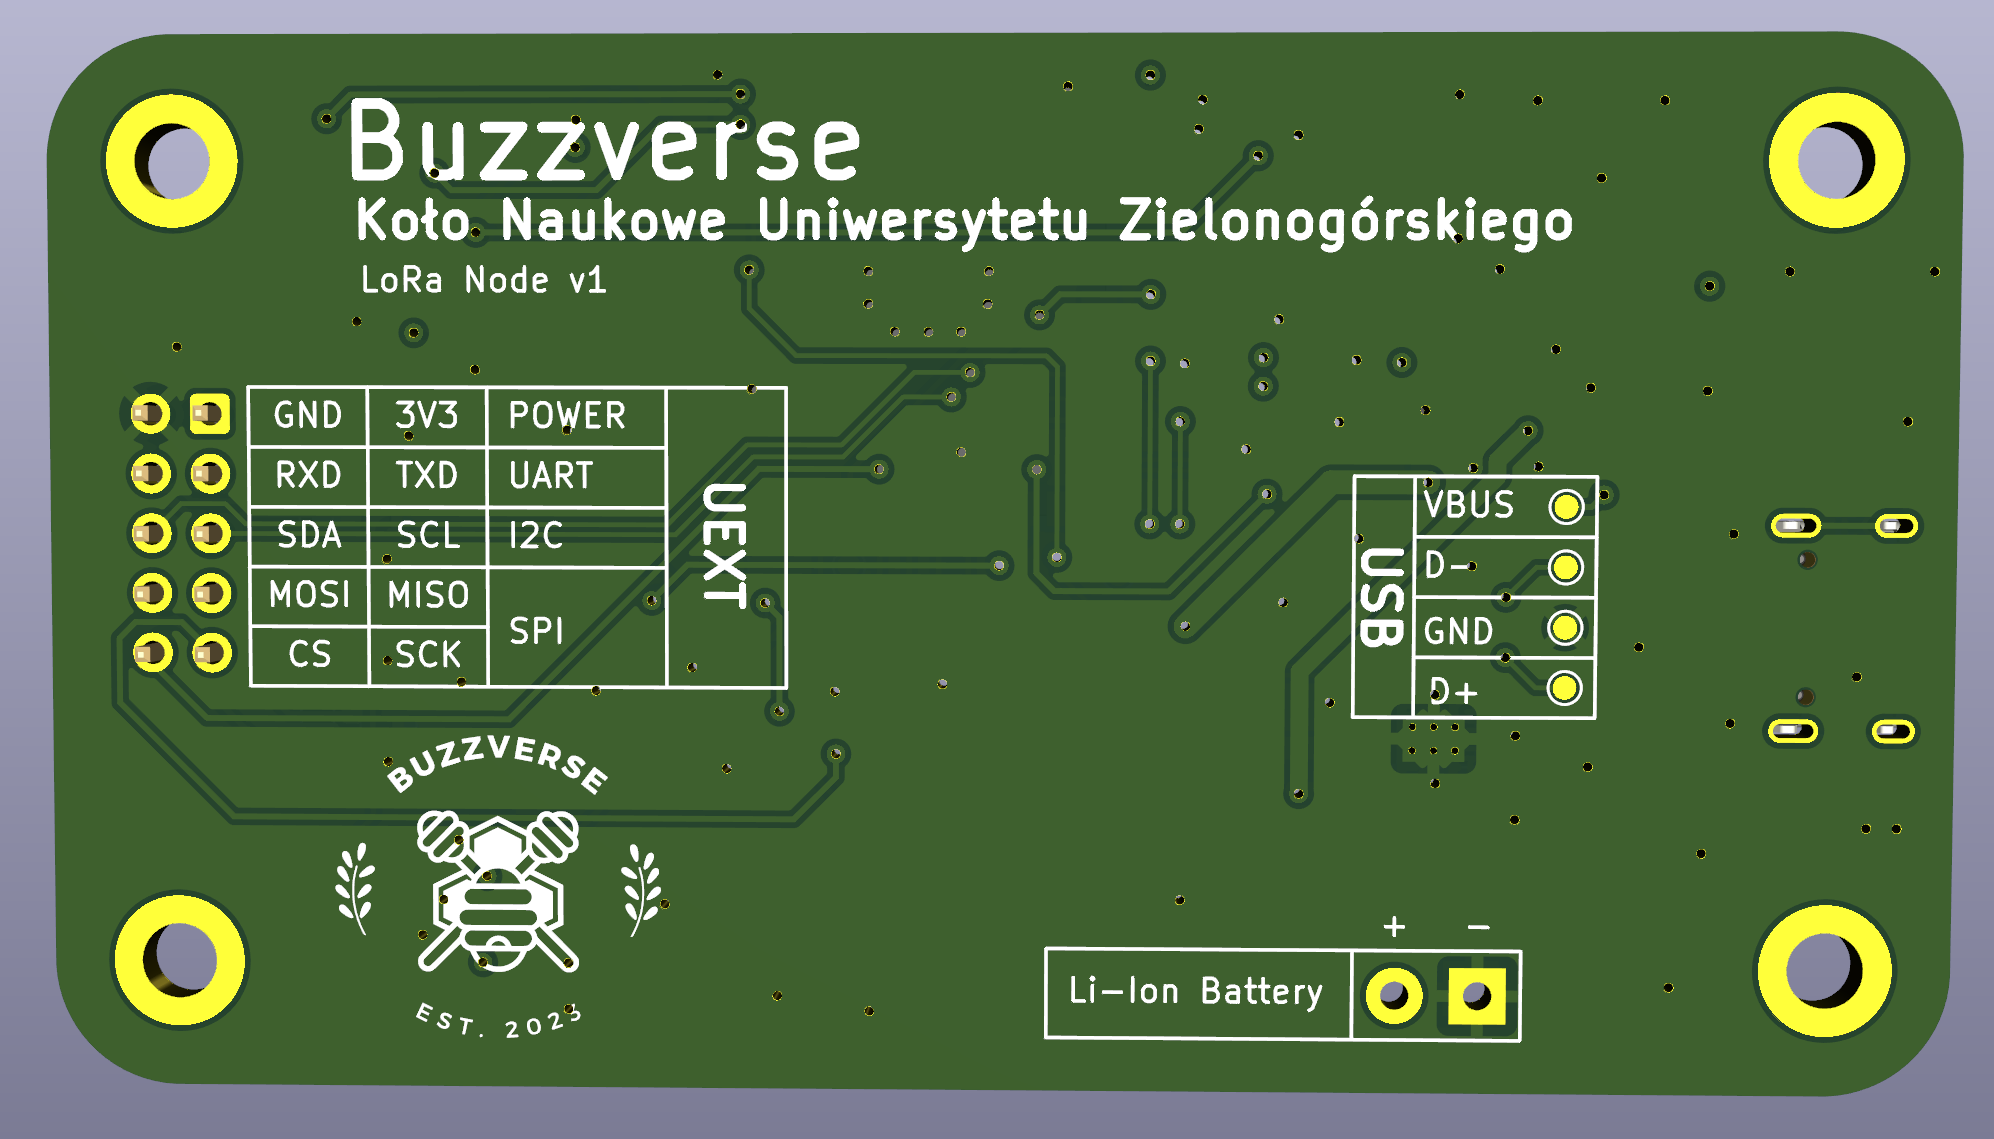 Buzzverse
Koło Naukowe Uniwersytetu Zielonogórskiego
LoRa Node v1
GND 3V3 POWER
RXD TXD UART
SDA SCL I2C
MOSI MISO
SPI
CS SCK
UEXT
USB
VBUS
D-
GND
D+
BUZZVERSE
EST. 2023
+ -
Li-Ion Battery